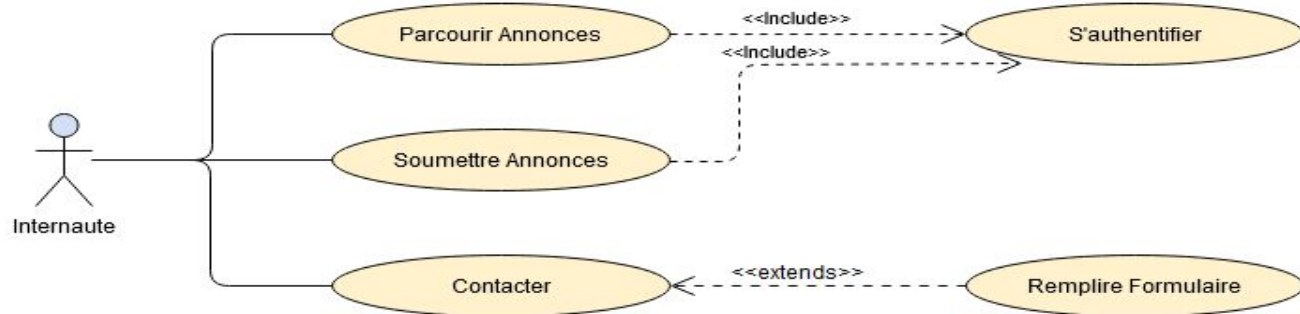 Parcourir Annonces
<<Include>>
S'authentifier
<<Include>>
Soumettre Annonces
Internaute
Contacter
<<extends>>
Remplire Formulaire